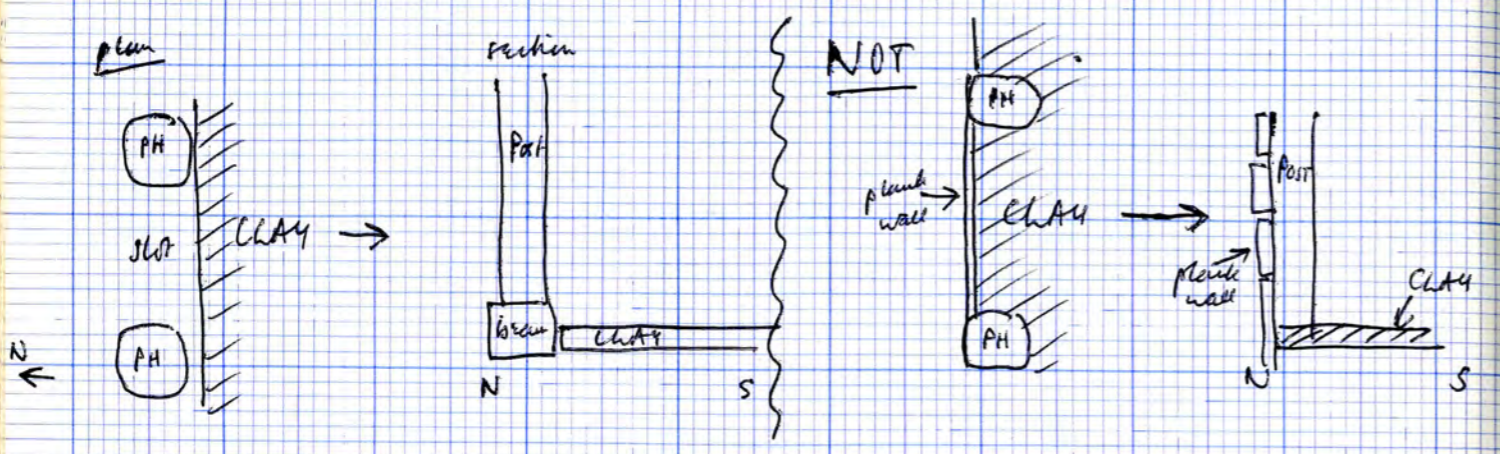 plan
PH
slot
CLAY
PH
N
section
Post
beam
CLAY
N
S
NOT
PH
plank
wall
CLAY
PH
POST
plank
wall
CLAY
N
S